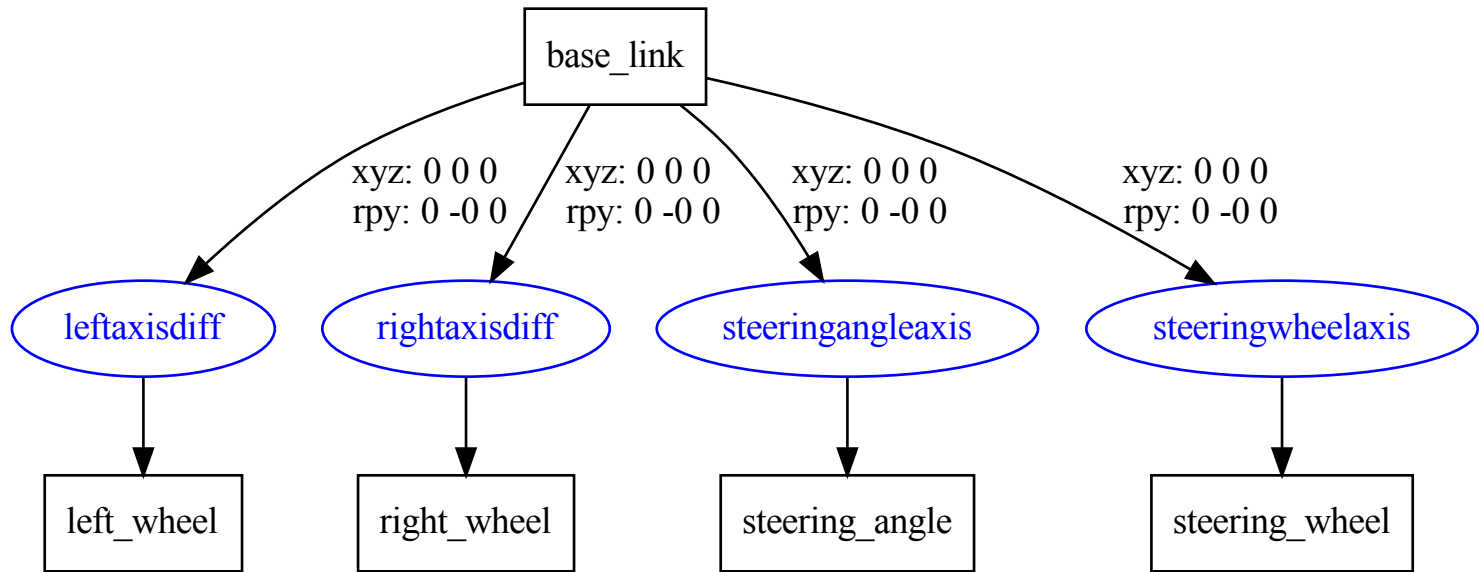 base_link
xyz: 0 0 0
rpy: 0 -0 0
xyz: 0 0 0
rpy: 0 -0 0
xyz: 0 0 0
rpy: 0 -0 0
xyz: 0 0 0
rpy: 0 -0 0
leftaxisdiff
rightaxisdiff
steeringangleaxis
steeringwheelaxis
left_wheel
right_wheel
steering_angle
steering_wheel